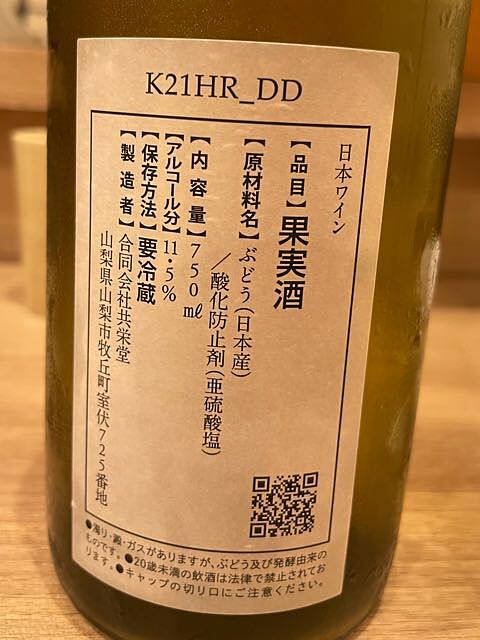 K21HR_DD
日本ワイン
【品目】果実酒
【原材料名】ぶどう(日本産)
／酸化防止剤(亜硫酸塩)
【内容量】750㎖
【アルコール分】11・5%
【保存方法】要冷蔵
【製造者】合同会社共栄堂
山梨県山梨市牧丘町室伏725番地
●濁り・澱・ガスがありますが、ぶどう及び発酵由来の
ものです。●20歳未満の飲酒は法律で禁止されてお
ります。●キャップの切り口にご注意ください。